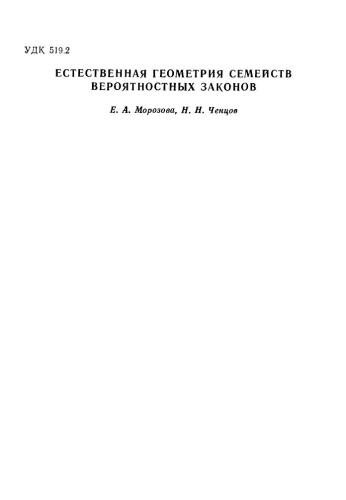 УДК 519.2
ЕСТЕСТВЕННАЯ ГЕОМЕТРИЯ СЕМЕЙСТВ
ВЕРОЯТНОСТНЫХ ЗАКОНОВ
Е. А. Морозова, Н. Н. Ченцов